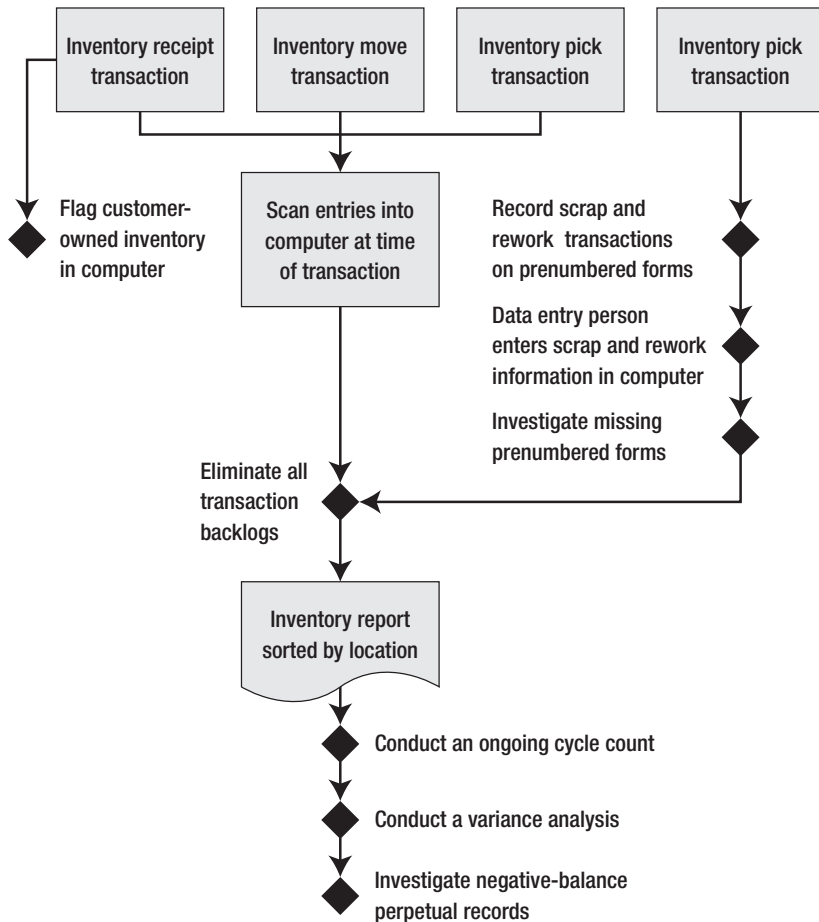 Inventory receipt
transaction
Inventory move
transaction
Inventory pick
transaction
Inventory pick
transaction
Flag customer-
owned inventory
in computer
Scan entries into
computer at time
of transaction
Record scrap and
rework transactions
on prenumbered forms
Data entry person
enters scrap and rework
information in computer
Investigate missing
prenumbered forms
Eliminate all
transaction
backlogs
Inventory report
sorted by location
Conduct an ongoing cycle count
Conduct a variance analysis
Investigate negative-balance
perpetual records